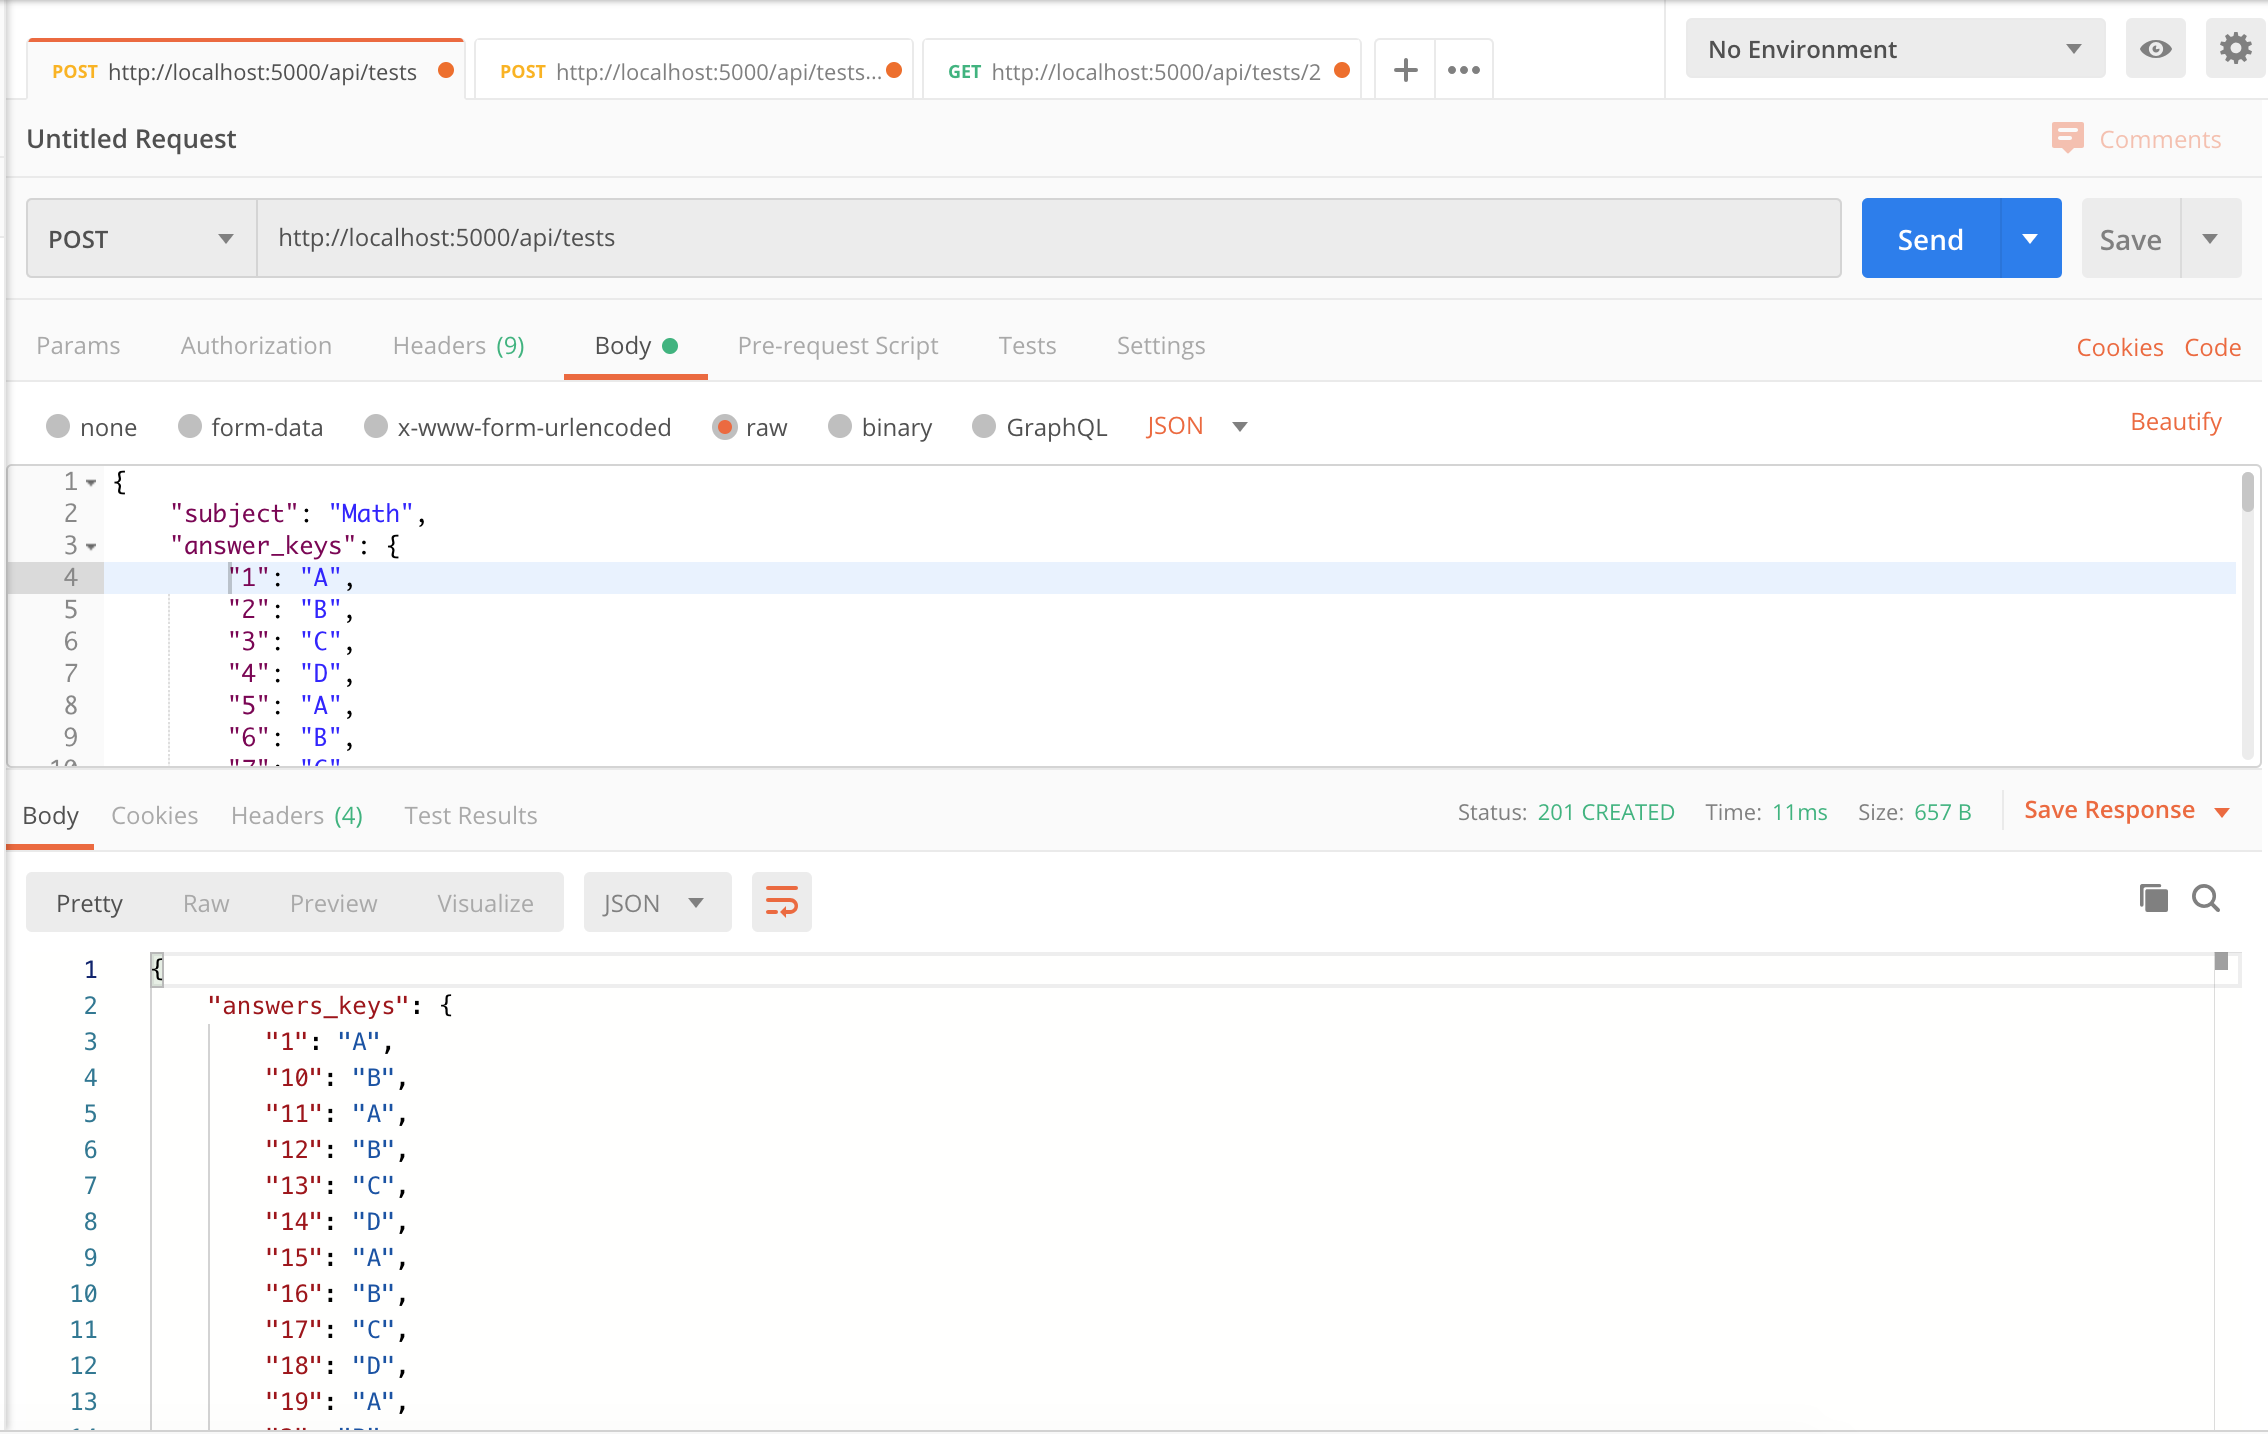 POST http://localhost:5000/api/tests
POST http://localhost:5000/api/tests...
GET http://localhost:5000/api/tests/2
No Environment
Untitled Request
Comments
POST
http://localhost:5000/api/tests
Send
Save
Params Authorization Headers (9) Body Pre-request Script Tests Settings Cookies Code
none form-data x-www-form-urlencoded raw binary GraphQL JSON Beautify
1 {
2 "subject": "Math",
3 "answer_keys": {
4 "1": "A",
5 "2": "B",
6 "3": "C",
7 "4": "D",
8 "5": "A",
9 "6": "B",
10 "7": "C"
Body Cookies Headers (4) Test Results Status: 201 CREATED Time: 11ms Size: 657 B Save Response
Pretty Raw Preview Visualize JSON
1 {
2 "answers_keys": {
3 "1": "A",
4 "10": "B",
5 "11": "A",
6 "12": "B",
7 "13": "C",
8 "14": "D",
9 "15": "A",
10 "16": "B",
11 "17": "C",
12 "18": "D",
13 "19": "A",